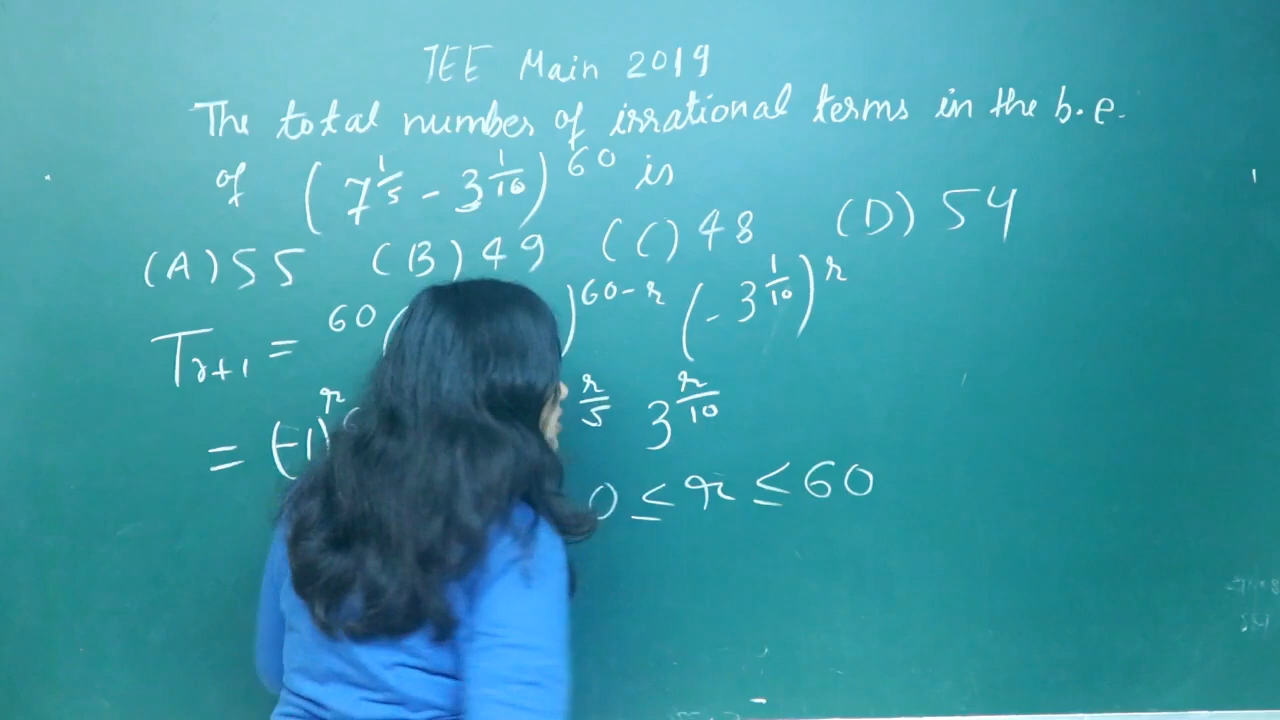 JEE Main 2019
The total number of irrational terms in the b.e.
of (7^{1/5} - 3^{1/10})^{60} is
(A) 55 (B) 49 (C) 48 (D) 54
T_{r+1} = ^{60}( )^{60-r} (-3^{1/10})^r
= (-1)^r r/5 3^{r/10}
0 ≤ r ≤ 60